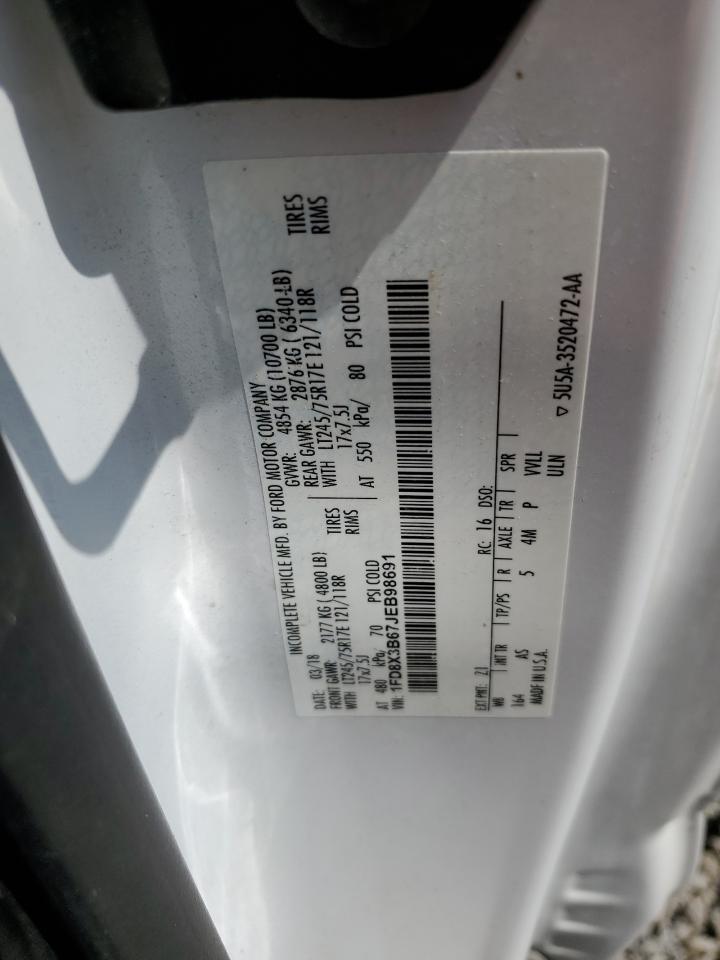 INCOMPLETE VEHICLE MFD. BY FORD MOTOR COMPANY
DATE: 03/18 GVWR: 4854 KG (10700 LB)
FRONT GAWR: 2177 KG ( 4800 LB) REAR GAWR: 2876 KG ( 6340-LB)
WITH LT245/75R17E 121/118R TIRES WITH LT245/75R17E 121/118R TIRES
17x7.5J RIMS 17x7.5J RIMS
AT 480 kPa/ 70 PSI COLD AT 550 kPa/ 80 PSI COLD
VIN: 1FD8X3B67JEB98691
EXT PNT: Z1 RC: 16 DSO:
WB INT TR TP/PS R AXLE TR SPR
164 AS 5 4M P VVLL
MADE IN U.S.A. ULN
▽ 5U5A-3520472-AA